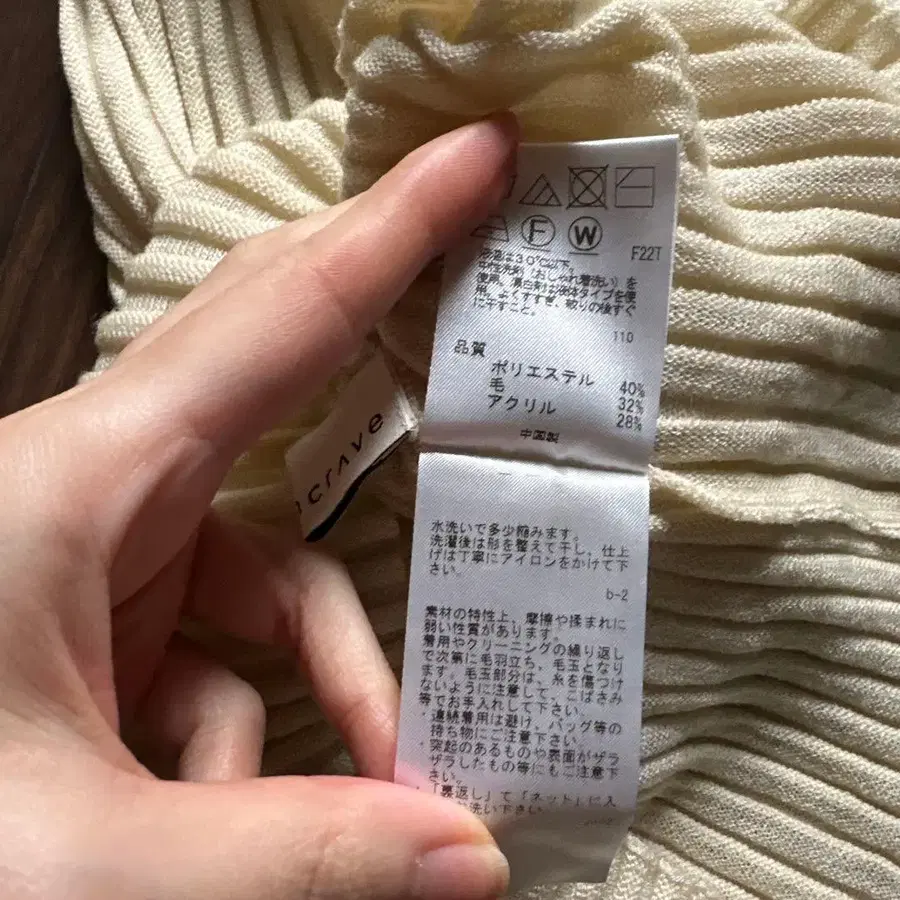 F
W
F22T
液温は30℃以下
中性洗剤(おしゃれ着洗い)を
使用、漂白剤は液体タイプを使
用、よくすすぎ、絞りの後すぐ
に干すこと。
110
品質
ポリエステル 40%
毛 32%
アクリル 28%
中国製
crave
水洗いで多少縮みます。
洗濯後は形を整えて干し、仕上
げは丁寧にアイロンをかけて下
さい。
b-2
素材の特性上、摩擦や揉まれに
弱い性質があります。
着用やクリーニングの繰り返し
で次第に毛羽立ち、毛玉となり
ます。毛玉部分は、糸を傷つけ
ないように注意して、こばさみ
等でお手入れして下さい。
・連続着用は避け、バッグ等の
持ち物にご注意下さい。
・突起のあるものや表面がザラ
ザラしたもの等にもご注意下
さい。
・「裏返し」て「ネット」に入
お洗い下さい